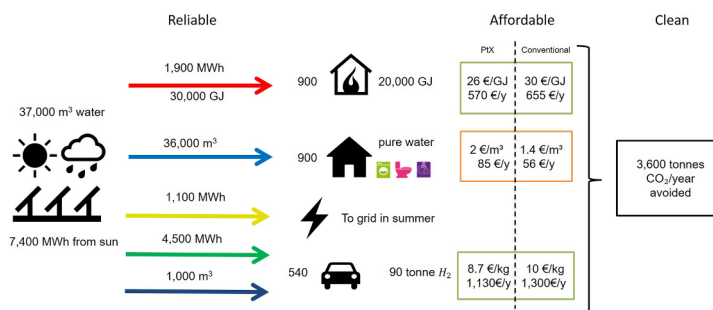 Reliable
Affordable
Clean
PtX
Conventional
1,900 MWh
30,000 GJ
900
20,000 GJ
26 €/GJ
570 €/y
30 €/GJ
655 €/y
37,000 m³ water
36,000 m³
900
pure water
2 €/m³
85 €/y
1.4 €/m³
56 €/y
3,600 tonnes
CO₂/year
avoided
1,100 MWh
To grid in summer
7,400 MWh from sun
4,500 MWh
1,000 m³
540
90 tonne H₂
8.7 €/kg
1,130€/y
10 €/kg
1,300€/y